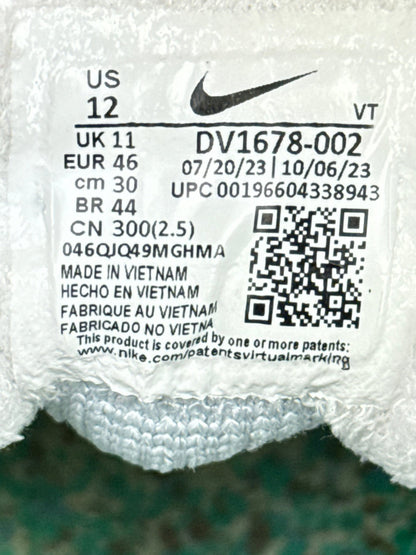 US
12
VT
UK 11
EUR 46
cm 30
BR 44
CN 300(2.5)
DV1678-002
07/20/23 | 10/06/23
UPC 00196604338943
046QJQ49MGHMA
MADE IN VIETNAM
HECHO EN VIETNAM
FABRIQUE AU VIETNAM
FABRICADO NO VIETNA
This product is covered by one or more patents:
www.nike.com/patentsvirtualmarking